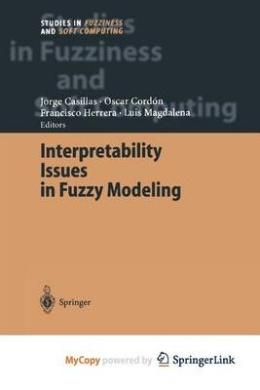 STUDIES IN FUZZINESS
AND SOFT COMPUTING
Studies
in Fuzziness
and
Soft Computing
Jorge Casillas · Oscar Cordón
Francisco Herrera · Luis Magdalena
Editors
Interpretability
Issues
in Fuzzy Modeling
Springer
MyCopy powered by SpringerLink